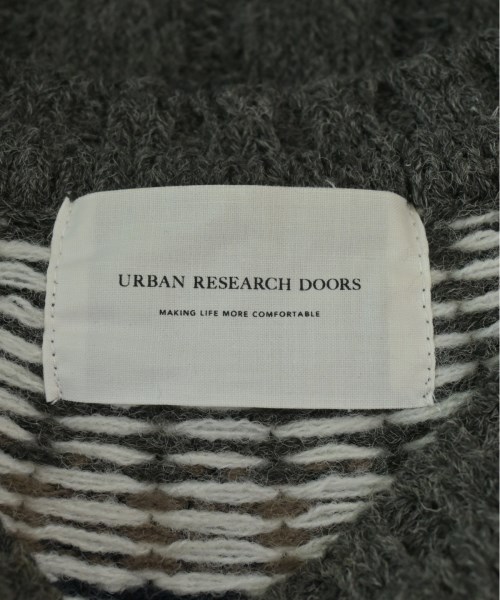 URBAN RESEARCH DOORS
MAKING LIFE MORE COMFORTABLE